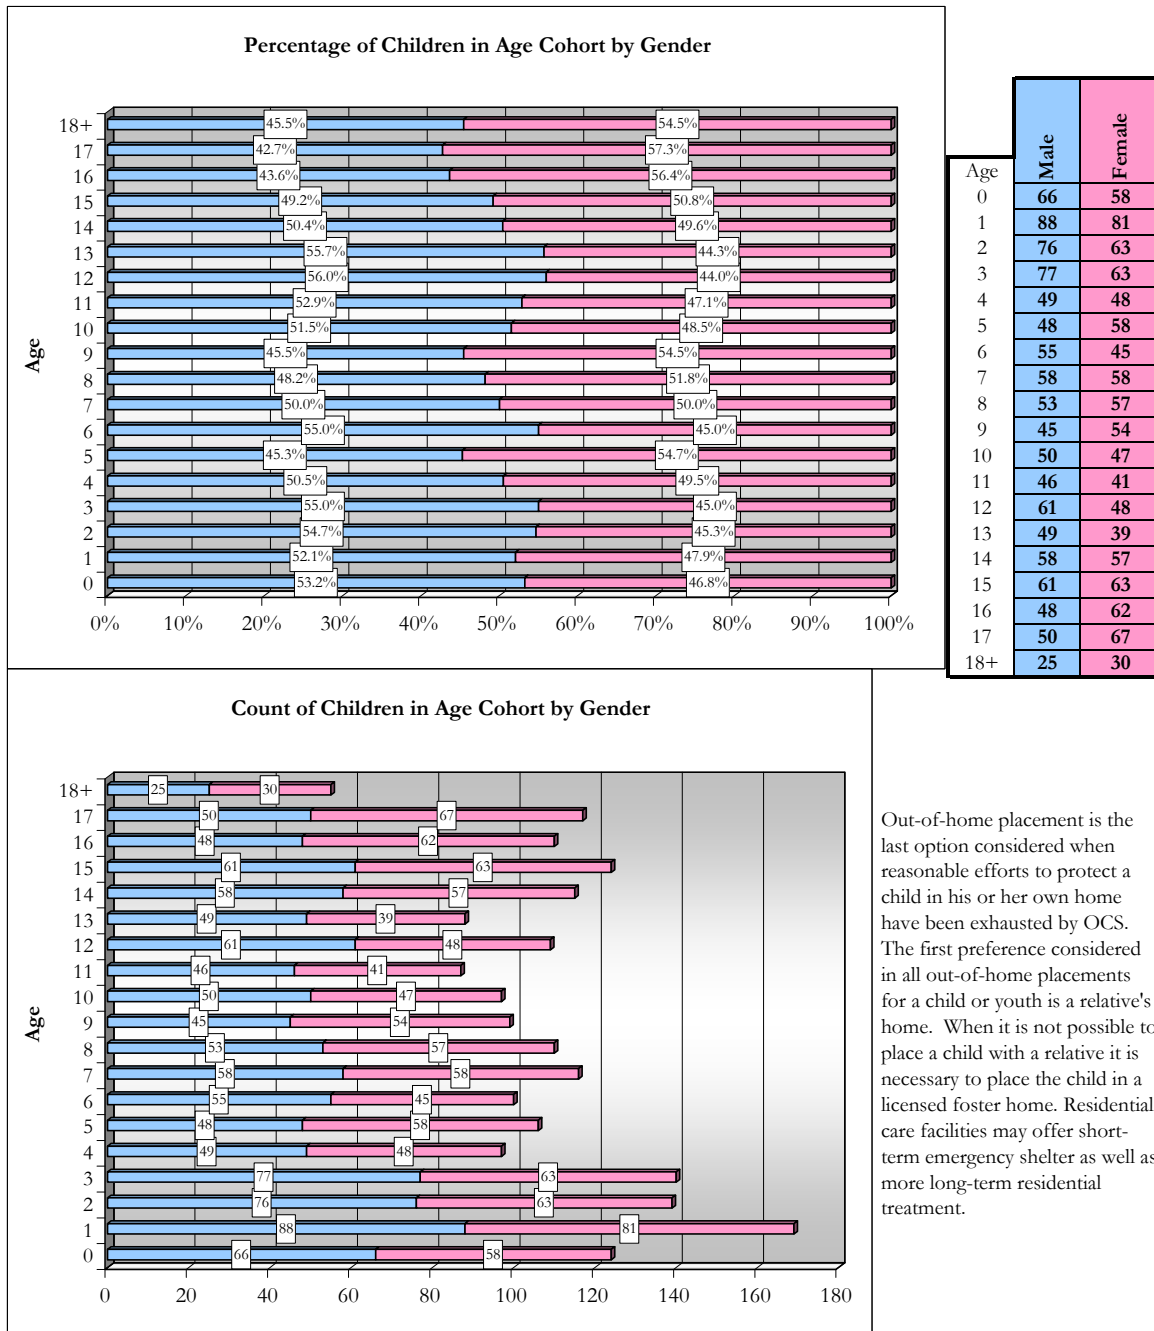 Percentage of Children in Age Cohort by Gender
Age
18+ 45.5% 54.5%
17 42.7% 57.3%
16 43.6% 56.4%
15 49.2% 50.8%
14 50.4% 49.6%
13 55.7% 44.3%
12 56.0% 44.0%
11 52.9% 47.1%
10 51.5% 48.5%
9 45.5% 54.5%
8 48.2% 51.8%
7 50.0% 50.0%
6 55.0% 45.0%
5 45.3% 54.7%
4 50.5% 49.5%
3 55.0% 45.0%
2 54.7% 45.3%
1 52.1% 47.9%
0 53.2% 46.8%
0% 10% 20% 30% 40% 50% 60% 70% 80% 90% 100%
Age Male Female
0 66 58
1 88 81
2 76 63
3 77 63
4 49 48
5 48 58
6 55 45
7 58 58
8 53 57
9 45 54
10 50 47
11 46 41
12 61 48
13 49 39
14 58 57
15 61 63
16 48 62
17 50 67
18+ 25 30
Count of Children in Age Cohort by Gender
Age
18+ 25 30
17 50 67
16 48 62
15 61 63
14 58 57
13 49 39
12 61 48
11 46 41
10 50 47
9 45 54
8 53 57
7 58 58
6 55 45
5 48 58
4 49 48
3 77 63
2 76 63
1 88 81
0 66 58
0 20 40 60 80 100 120 140 160 180
Out-of-home placement is the
last option considered when
reasonable efforts to protect a
child in his or her own home
have been exhausted by OCS.
The first preference considered
in all out-of-home placements
for a child or youth is a relative's
home. When it is not possible to
place a child with a relative it is
necessary to place the child in a
licensed foster home. Residential
care facilities may offer short-
term emergency shelter as well as
more long-term residential
treatment.